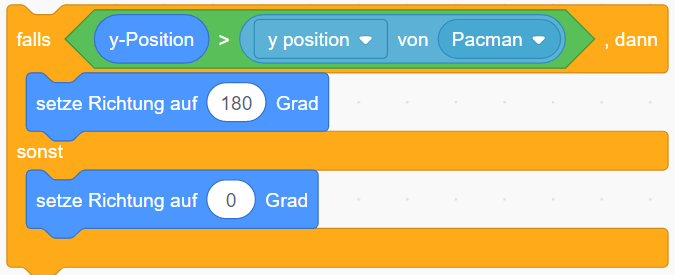 falls y-Position > y position von Pacman , dann
setze Richtung auf 180 Grad
sonst
setze Richtung auf 0 Grad